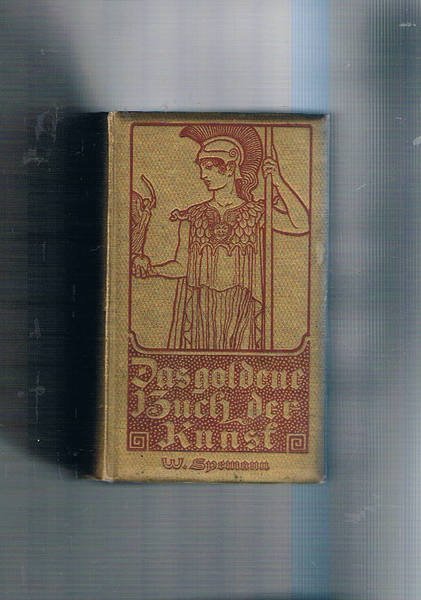 Das goldene
Buch der
Kunst
W. Spemann